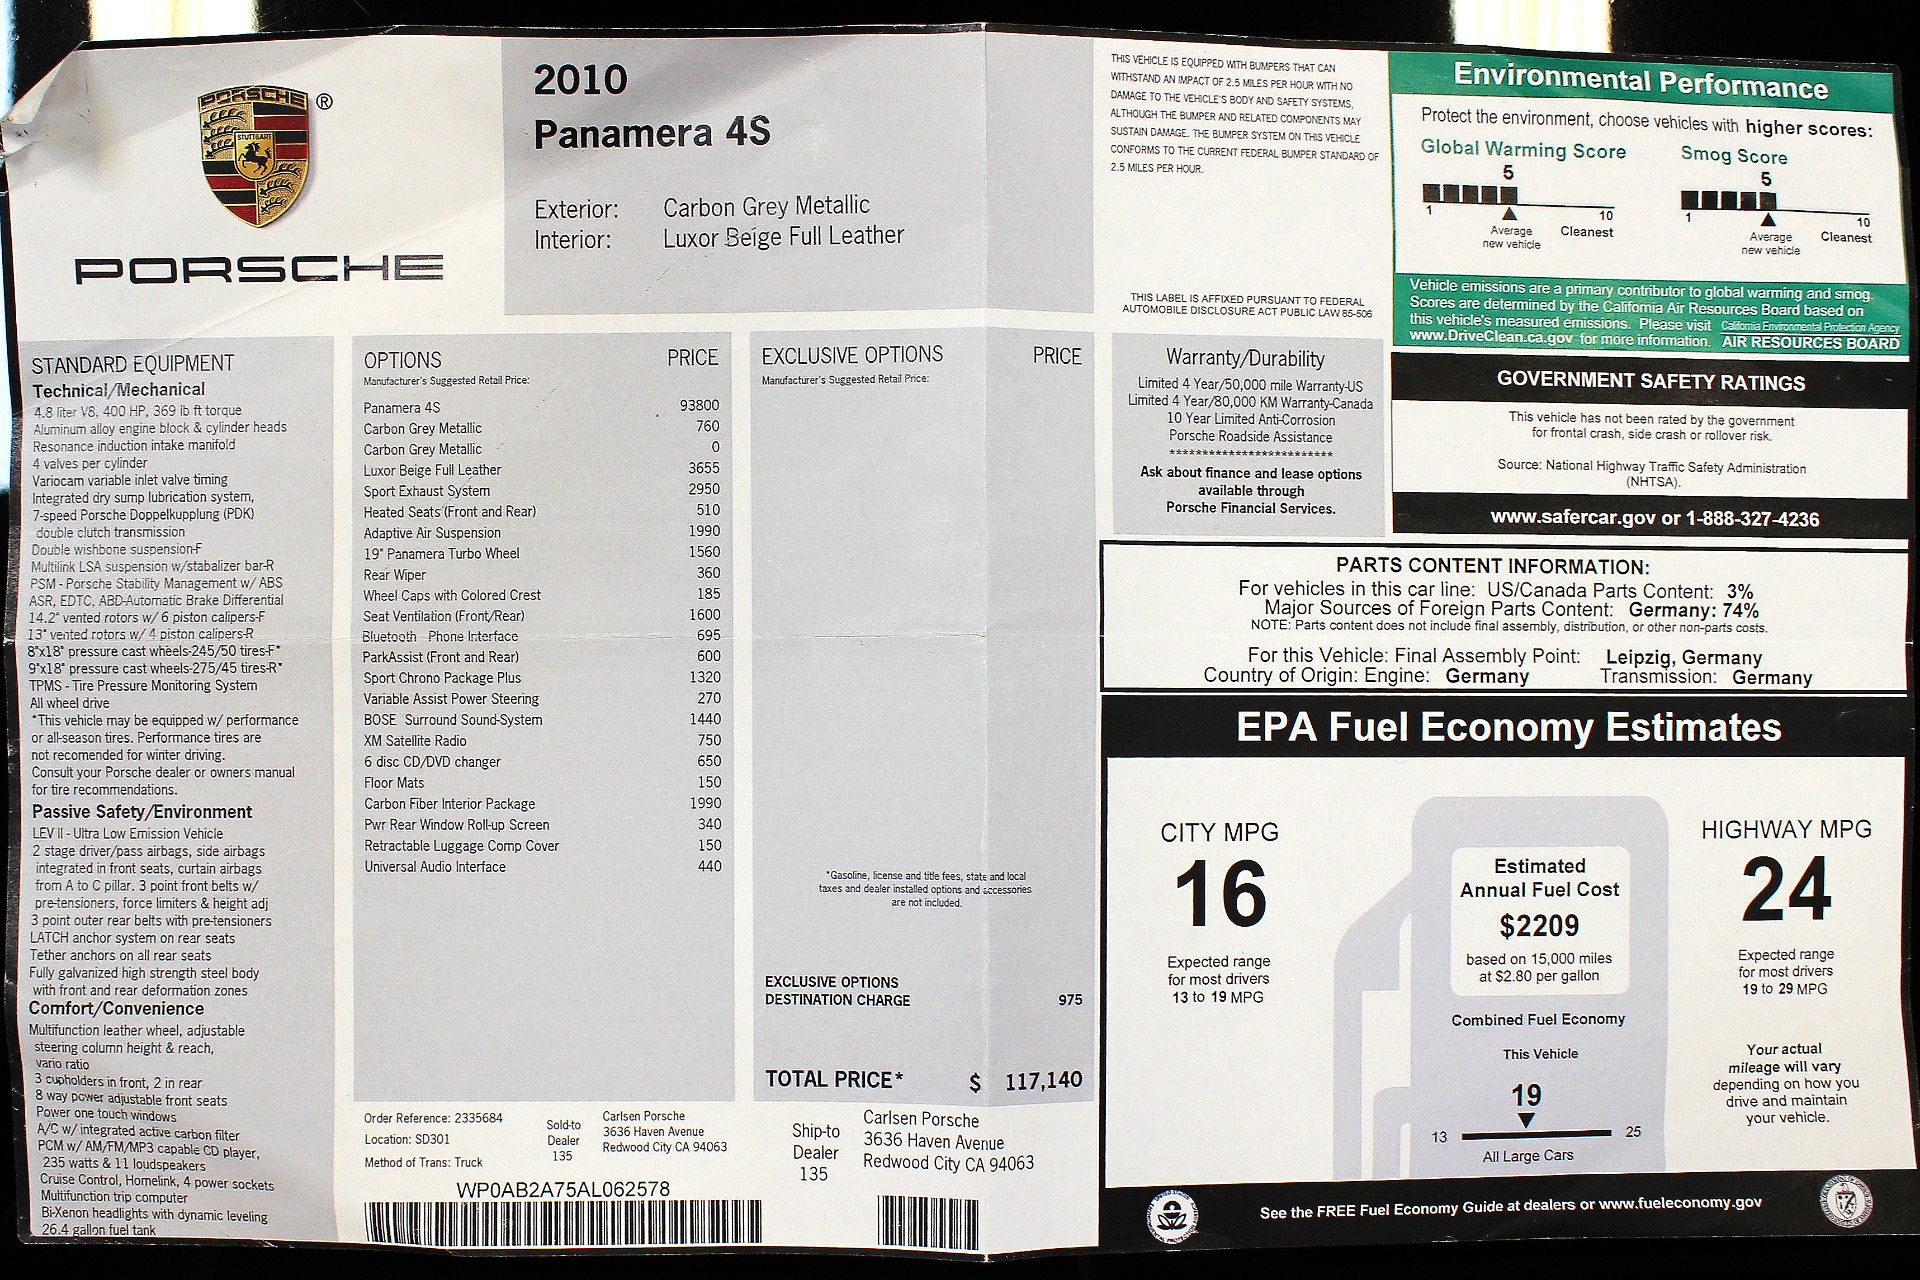 PORSCHE
STUTTGART
®
PORSCHE
2010
Panamera 4S
Exterior: Carbon Grey Metallic
Interior: Luxor Beige Full Leather
STANDARD EQUIPMENT
Technical/Mechanical
4.8 liter V8, 400 HP, 369 lb ft torque
Aluminum alloy engine block & cylinder heads
Resonance induction intake manifold
4 valves per cylinder
Variocam variable inlet valve timing
Integrated dry sump lubrication system,
7-speed Porsche Doppelkupplung (PDK)
double clutch transmission
Double wishbone suspension-F
Multilink LSA suspension w/stabalizer bar-R
PSM - Porsche Stability Management w/ ABS
ASR, EDTC, ABD-Automatic Brake Differential
14.2" vented rotors w/ 6 piston calipers-F
13" vented rotors w/ 4 piston calipers-R
8"x18" pressure cast wheels-245/50 tires-F*
9"x18" pressure cast wheels-275/45 tires-R*
TPMS - Tire Pressure Monitoring System
All wheel drive
*This vehicle may be equipped w/ performance
or all-season tires. Performance tires are
not recomended for winter driving.
Consult your Porsche dealer or owners manual
for tire recommendations.
Passive Safety/Environment
LEV II - Ultra Low Emission Vehicle
2 stage driver/pass airbags, side airbags
integrated in front seats, curtain airbags
from A to C pillar. 3 point front belts w/
pre-tensioners, force limiters & height adj
3 point outer rear belts with pre-tensioners
LATCH anchor system on rear seats
Tether anchors on all rear seats
Fully galvanized high strength steel body
with front and rear deformation zones
Comfort/Convenience
Multifunction leather wheel, adjustable
steering column height & reach,
vario ratio
3 cupholders in front, 2 in rear
8 way power adjustable front seats
Power one touch windows
A/C w/ integrated active carbon filter
PCM w/ AM/FM/MP3 capable CD player,
235 watts & 11 loudspeakers
Cruise Control, Homelink, 4 power sockets
Multifunction trip computer
Bi-Xenon headlights with dynamic leveling
26.4 gallon fuel tank
OPTIONS PRICE
Manufacturer's Suggested Retail Price:
Panamera 4S 93800
Carbon Grey Metallic 760
Carbon Grey Metallic 0
Luxor Beige Full Leather 3655
Sport Exhaust System 2950
Heated Seats (Front and Rear) 510
Adaptive Air Suspension 1990
19" Panamera Turbo Wheel 1560
Rear Wiper 360
Wheel Caps with Colored Crest 185
Seat Ventilation (Front/Rear) 1600
Bluetooth Phone Interface 695
ParkAssist (Front and Rear) 600
Sport Chrono Package Plus 1320
Variable Assist Power Steering 270
BOSE Surround Sound-System 1440
XM Satellite Radio 750
6 disc CD/DVD changer 650
Floor Mats 150
Carbon Fiber Interior Package 1990
Pwr Rear Window Roll-up Screen 340
Retractable Luggage Comp Cover 150
Universal Audio Interface 440
Order Reference: 2335684
Location: SD301
Method of Trans: Truck
Sold-to
Dealer
135
Carlsen Porsche
3636 Haven Avenue
Redwood City CA 94063
WP0AB2A75AL062578
EXCLUSIVE OPTIONS PRICE
Manufacturer's Suggested Retail Price:
*Gasoline, license and title fees, state and local
taxes and dealer installed options and accessories
are not included.
EXCLUSIVE OPTIONS
DESTINATION CHARGE 975
TOTAL PRICE* $ 117,140
Ship-to
Dealer
135
Carlsen Porsche
3636 Haven Avenue
Redwood City CA 94063
THIS VEHICLE IS EQUIPPED WITH BUMPERS THAT CAN
WITHSTAND AN IMPACT OF 2.5 MILES PER HOUR WITH NO
DAMAGE TO THE VEHICLE'S BODY AND SAFETY SYSTEMS,
ALTHOUGH THE BUMPER AND RELATED COMPONENTS MAY
SUSTAIN DAMAGE. THE BUMPER SYSTEM ON THIS VEHICLE
CONFORMS TO THE CURRENT FEDERAL BUMPER STANDARD OF
2.5 MILES PER HOUR.
THIS LABEL IS AFFIXED PURSUANT TO FEDERAL
AUTOMOBILE DISCLOSURE ACT PUBLIC LAW 85-506
Warranty/Durability
Limited 4 Year/50,000 mile Warranty-US
Limited 4 Year/80,000 KM Warranty-Canada
10 Year Limited Anti-Corrosion
Porsche Roadside Assistance
*************************
Ask about finance and lease options
available through
Porsche Financial Services.
Environmental Performance
Protect the environment, choose vehicles with higher scores:
Global Warming Score
5
1 10
Average
new vehicle
Cleanest
Smog Score
5
1 10
Average
new vehicle
Cleanest
Vehicle emissions are a primary contributor to global warming and smog.
Scores are determined by the California Air Resources Board based on
this vehicle's measured emissions. Please visit California Environmental Protection Agency
www.DriveClean.ca.gov for more information. AIR RESOURCES BOARD
GOVERNMENT SAFETY RATINGS
This vehicle has not been rated by the government
for frontal crash, side crash or rollover risk.
Source: National Highway Traffic Safety Administration
(NHTSA).
www.safercar.gov or 1-888-327-4236
PARTS CONTENT INFORMATION:
For vehicles in this car line: US/Canada Parts Content: 3%
Major Sources of Foreign Parts Content: Germany: 74%
NOTE: Parts content does not include final assembly, distribution, or other non-parts costs.
For this Vehicle: Final Assembly Point: Leipzig, Germany
Country of Origin: Engine: Germany Transmission: Germany
EPA Fuel Economy Estimates
CITY MPG
16
Expected range
for most drivers
13 to 19 MPG
Estimated
Annual Fuel Cost
$2209
based on 15,000 miles
at $2.80 per gallon
Combined Fuel Economy
This Vehicle
19
13 25
All Large Cars
HIGHWAY MPG
24
Expected range
for most drivers
19 to 29 MPG
Your actual
mileage will vary
depending on how you
drive and maintain
your vehicle.
See the FREE Fuel Economy Guide at dealers or www.fueleconomy.gov